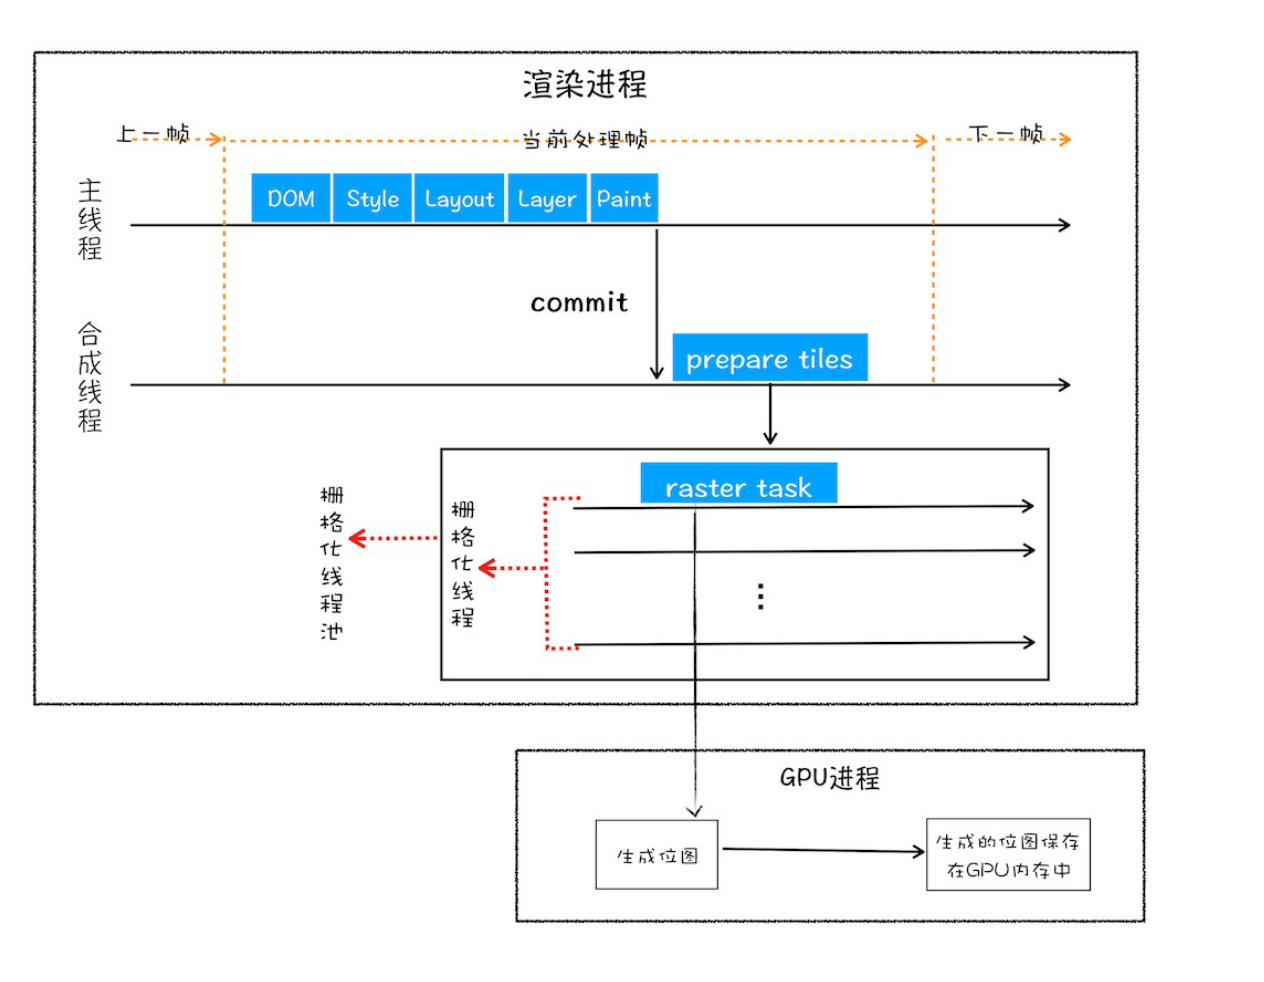 渲染进程
上一帧
当前处理帧
下一帧
主线程
DOM
Style
Layout
Layer
Paint
commit
合成线程
prepare tiles
raster task
栅格化线程池
栅格化线程
GPU进程
生成位图
生成的位图保存
在GPU内存中